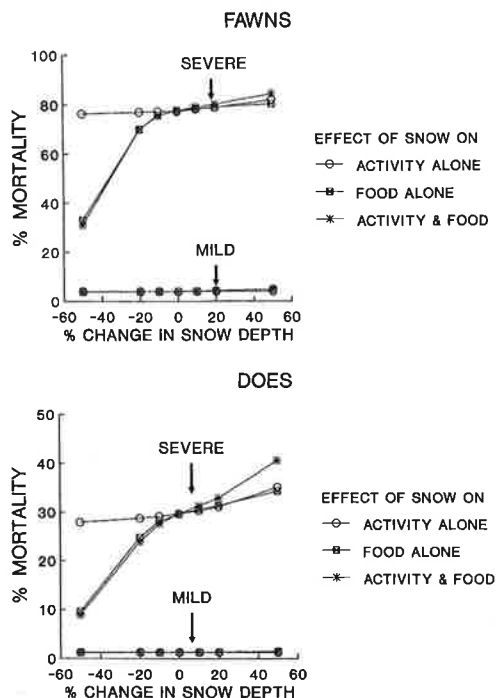 FAWNS
SEVERE
100
80
60
40
20
0
% MORTALITY
MILD
-60 -40 -20 0 20 40 60
% CHANGE IN SNOW DEPTH
EFFECT OF SNOW ON
ACTIVITY ALONE
FOOD ALONE
ACTIVITY & FOOD
DOES
SEVERE
50
40
30
20
10
0
% MORTALITY
MILD
-60 -40 -20 0 20 40 60
% CHANGE IN SNOW DEPTH
EFFECT OF SNOW ON
ACTIVITY ALONE
FOOD ALONE
ACTIVITY & FOOD